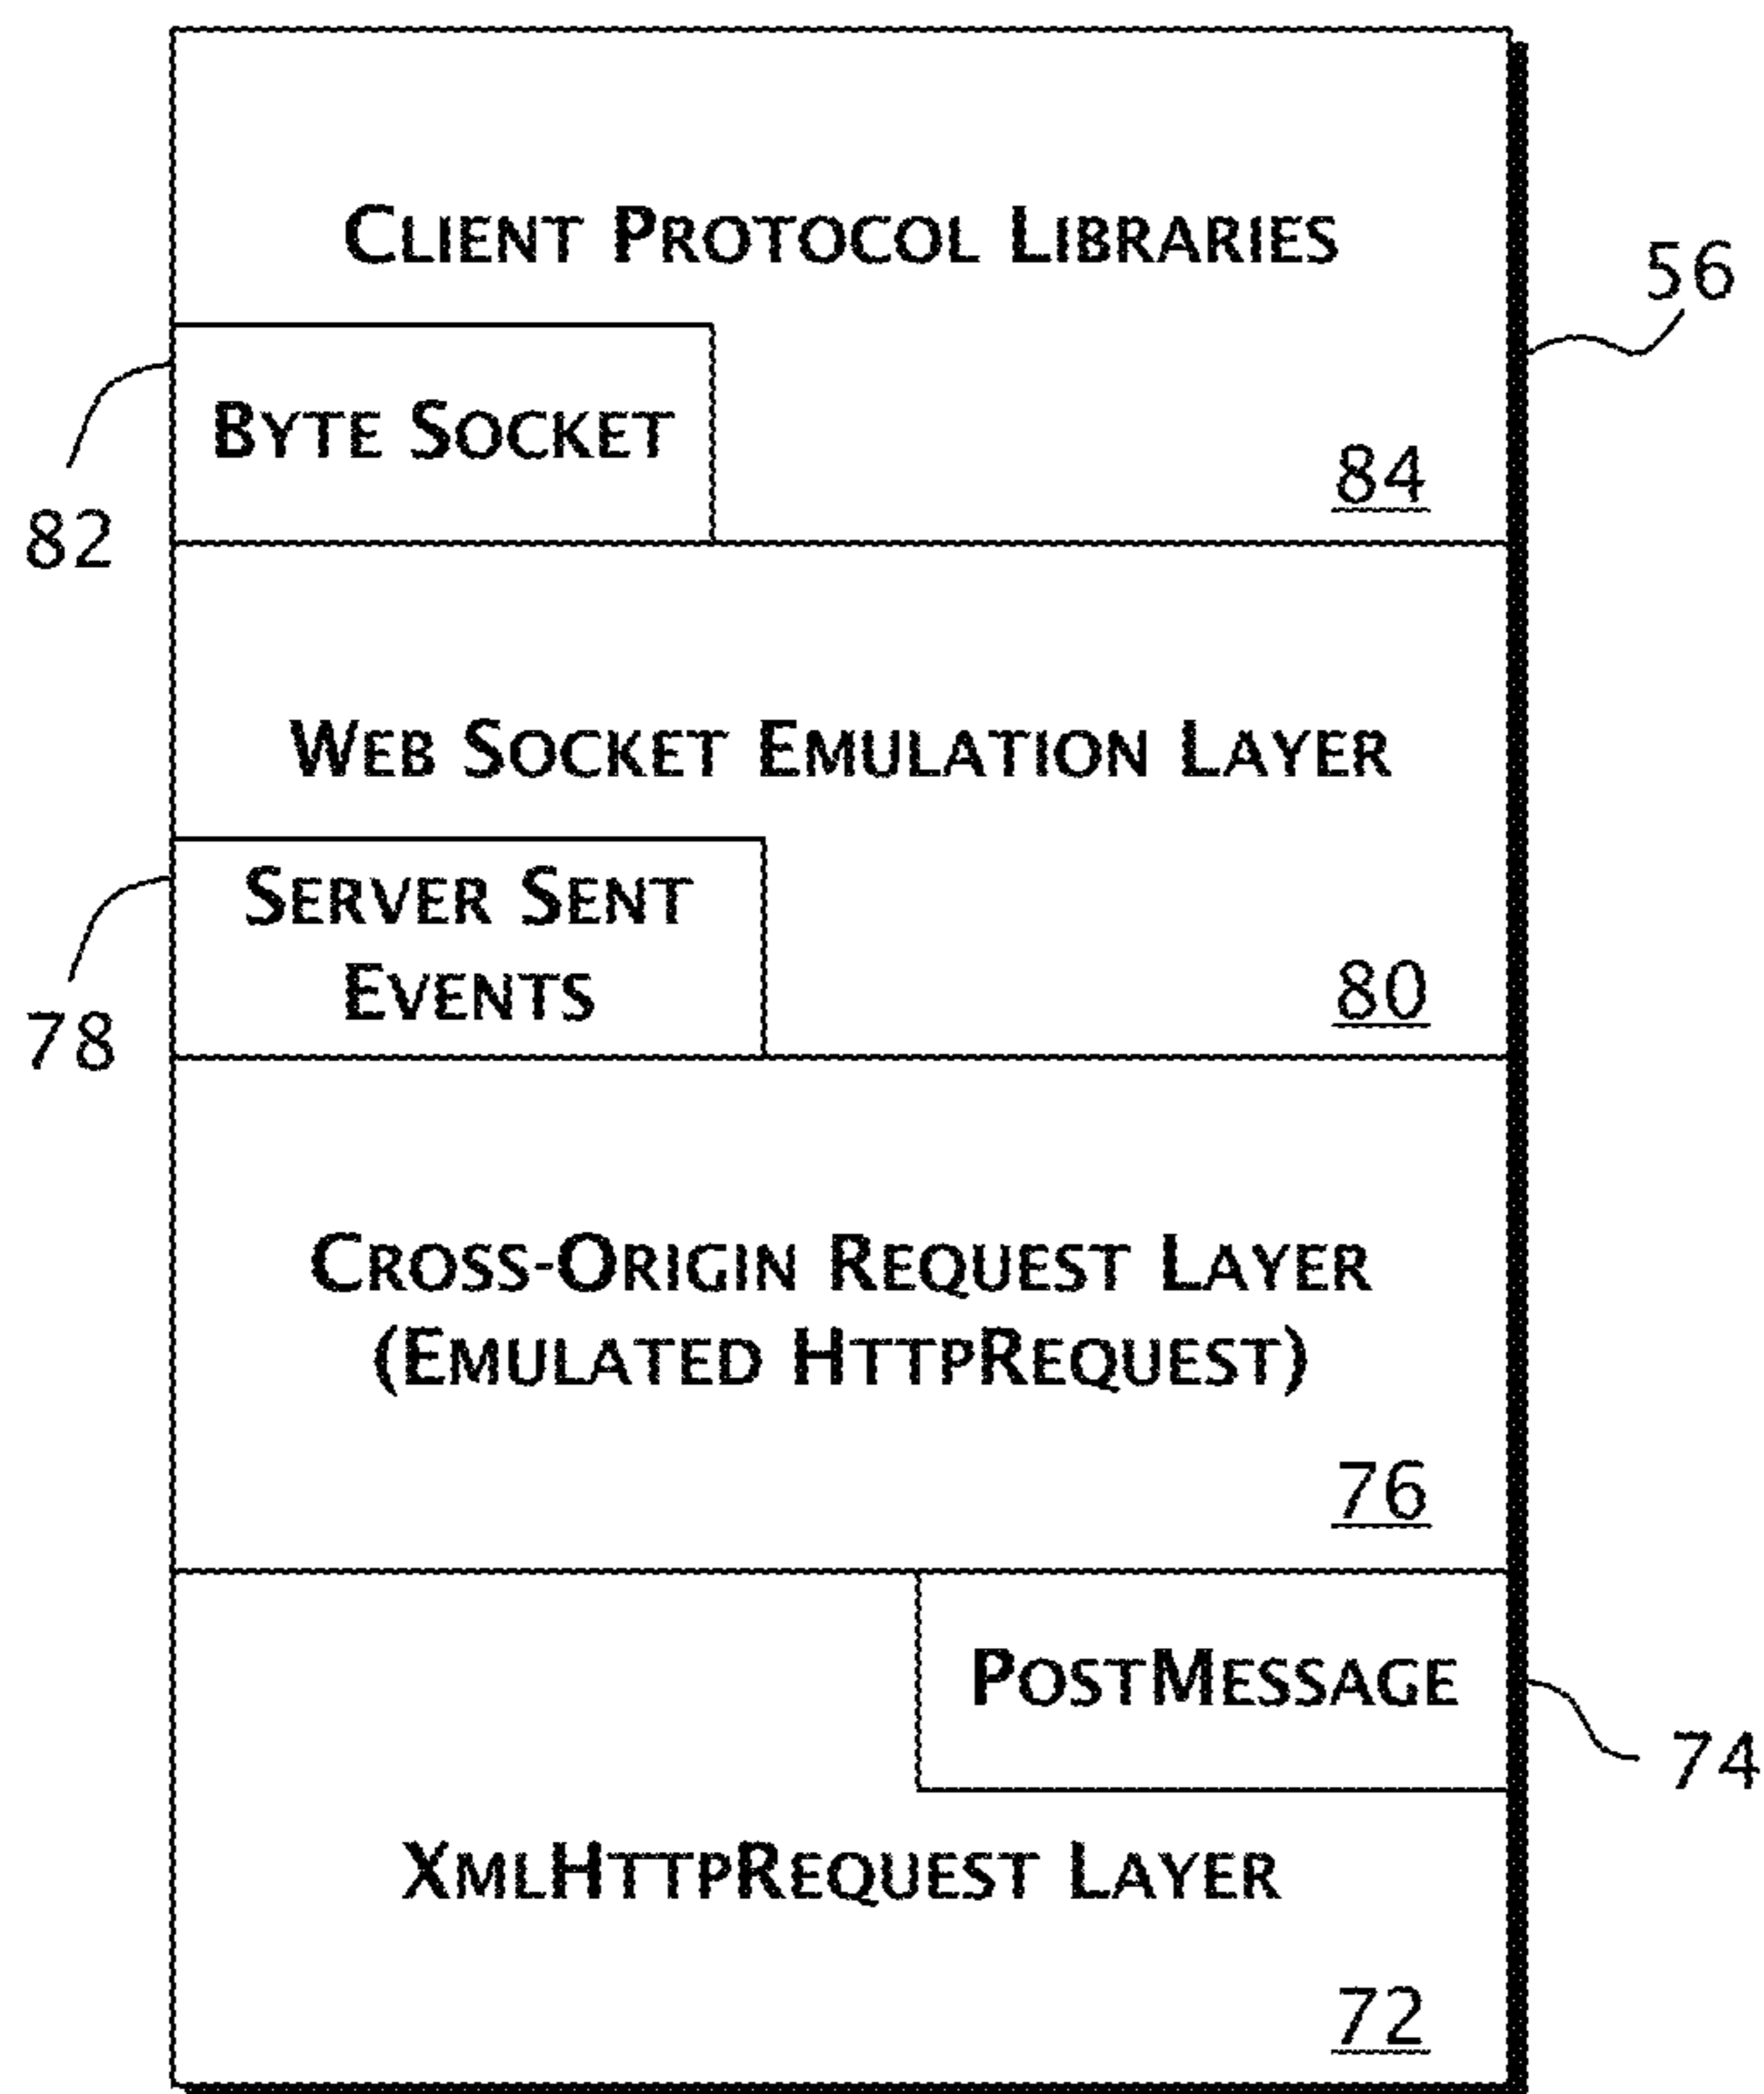 CLIENT PROTOCOL LIBRARIES
56
BYTE SOCKET
84
82
WEB SOCKET EMULATION LAYER
SERVER SENT
EVENTS
80
78
CROSS-ORIGIN REQUEST LAYER
(EMULATED HTTPREQUEST)
76
POSTMESSAGE
74
XMLHTTPREQUEST LAYER
72